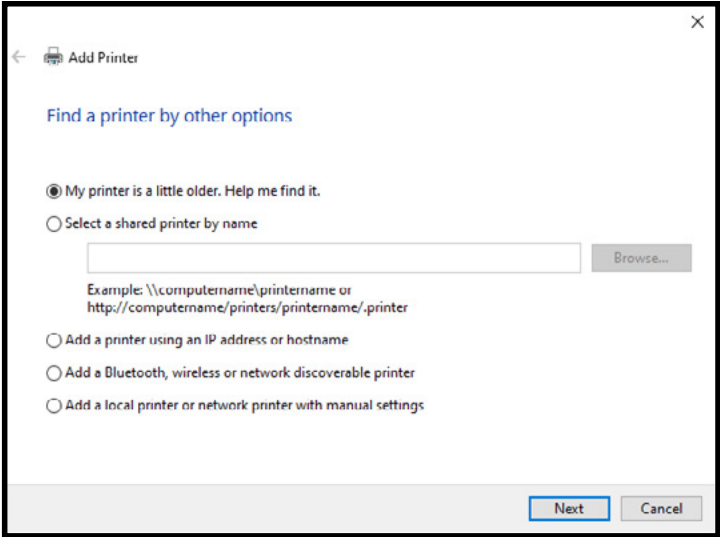 Add Printer
Find a printer by other options
My printer is a little older. Help me find it.
Select a shared printer by name
Browse...
Example: \\computername\printername or
http://computername/printers/printername/.printer
Add a printer using an IP address or hostname
Add a Bluetooth, wireless or network discoverable printer
Add a local printer or network printer with manual settings
Next Cancel